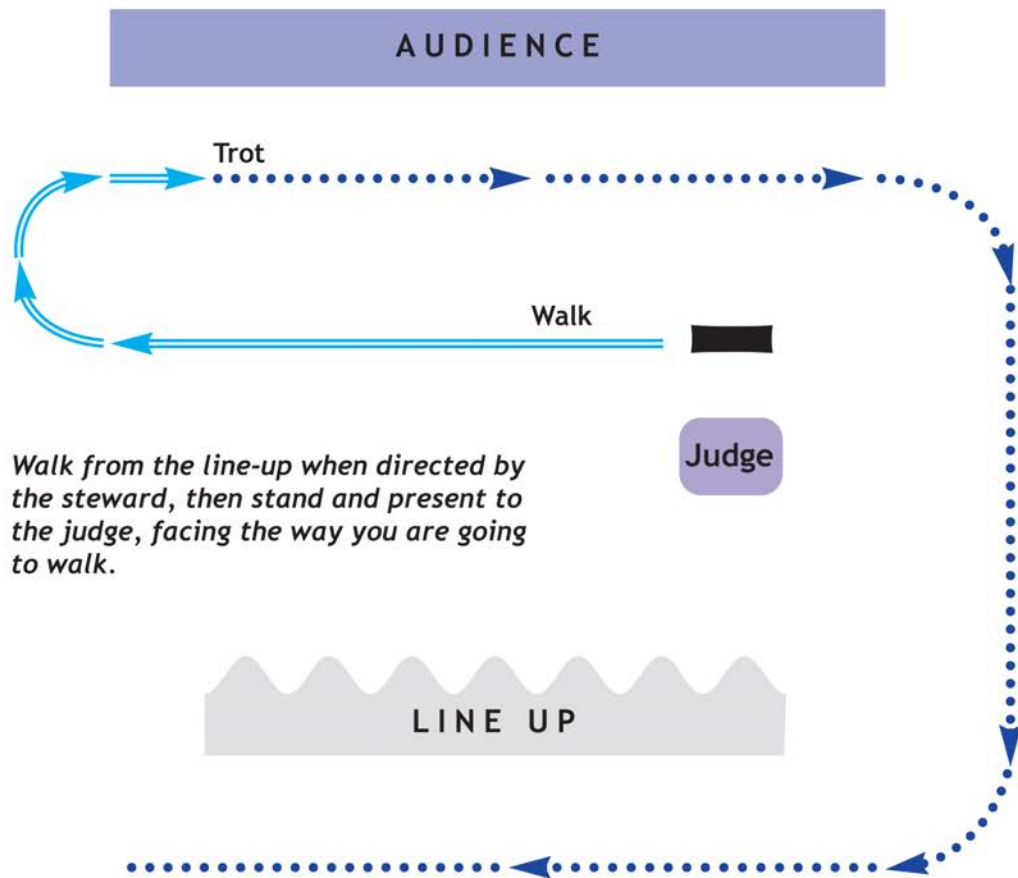 AUDIENCE
Trot
Walk
Judge
Walk from the line-up when directed by
the steward, then stand and present to
the judge, facing the way you are going
to walk.
LINE UP